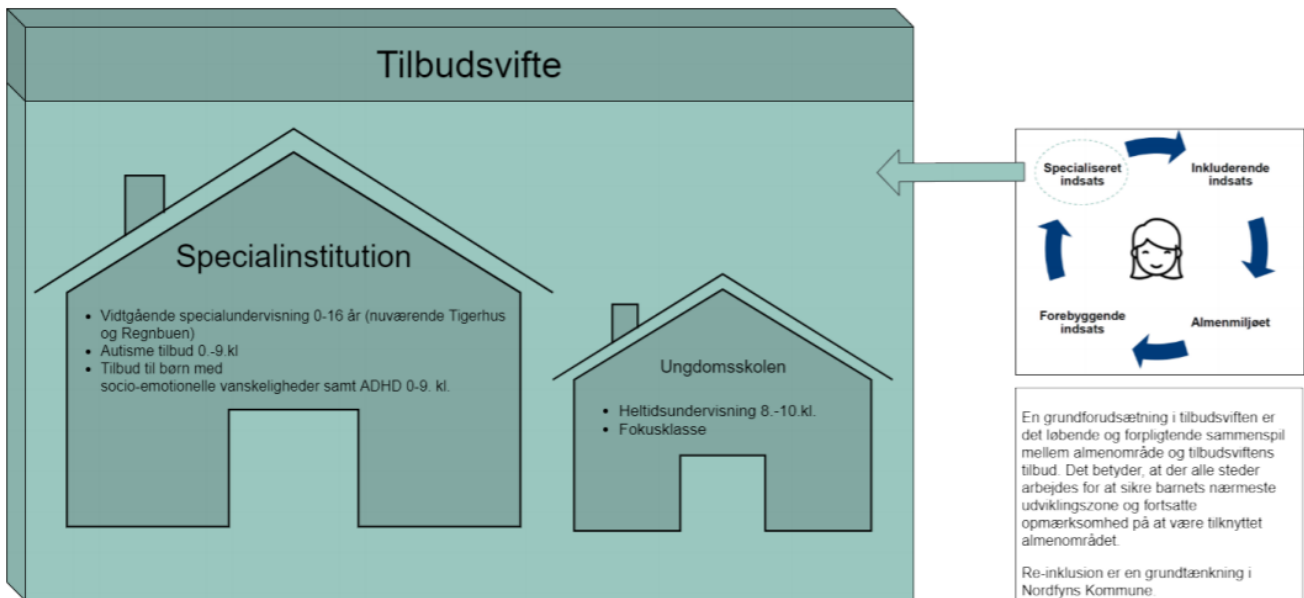 Tilbudsvifte
Specialinstitution
• Vidtgående specialundervisning 0-16 år (nuværende Tigerhus
og Regnbuen)
• Autisme tilbud 0.-9.kl
• Tilbud til børn med
socio-emotionelle vanskeligheder samt ADHD 0-9. kl.
Ungdomsskolen
• Heltidsundervisning 8.-10.kl.
• Fokusklasse
Specialiseret
indsats
Inkluderende
indsats
Forebyggende
indsats
Almenmiljøet
En grundforudsætning i tilbudsviften er
det løbende og forpligtende sammenspil
mellem almenområde og tilbudsviftens
tilbud. Det betyder, at der alle steder
arbejdes for at sikre barnets nærmeste
udviklingszone og fortsatte
opmærksomhed på at være tilknyttet
almenområdet.
Re-inklusion er en grundtænkning i
Nordfyns Kommune.